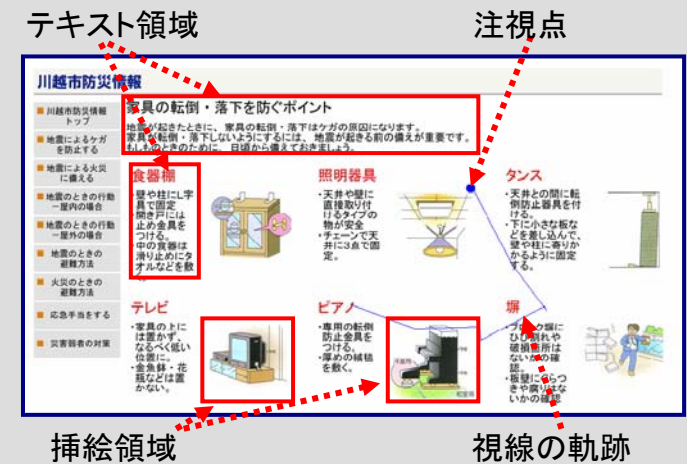 テキスト領域
注視点
川越市防災情報
川越市防災情報
トップ
地震によるケガ
を防止する
地震による火災
に備える
地震のときの行動
－屋内の場合
地震のときの行動
－屋外の場合
地震のときの
避難方法
火災のときの
避難方法
応急手当をする
災害弱者の対策
家具の転倒・落下を防ぐポイント
地震が起きたときに、家具の転倒・落下はケガの原因になります。
家具が転倒・落下しないようにするには、地震が起きる前の備えが重要です。
もしものときのために、日頃から備えておきましょう。
食器棚
・壁や柱にL字
具で固定
・開き戸には
止め金具を
つける。
・中の食器は
滑り止めにタ
オルなどを敷
く。
照明器具
・天井や壁に
直接取り付
けるタイプの
物が安全
・チェーンで天
井に3点で固
定。
タンス
・天井との間に転
倒防止器具を付
ける。
・下に小さな板な
どを差し込んで、
壁や柱に寄りか
かるように固定
する。
テレビ
・家具の上に
は置かず、
なるべく低い
位置に。
・金魚鉢・花
瓶などは置
かない。
ピアノ
・専用の転倒
防止金具を
つける。
・厚めの絨毯
を敷く。
塀
・ブロック塀に
ひび割れや
破損箇所は
ないかの確
認。
・板壁にぐらつ
きや腐りはな
いかの確認
挿絵領域
視線の軌跡